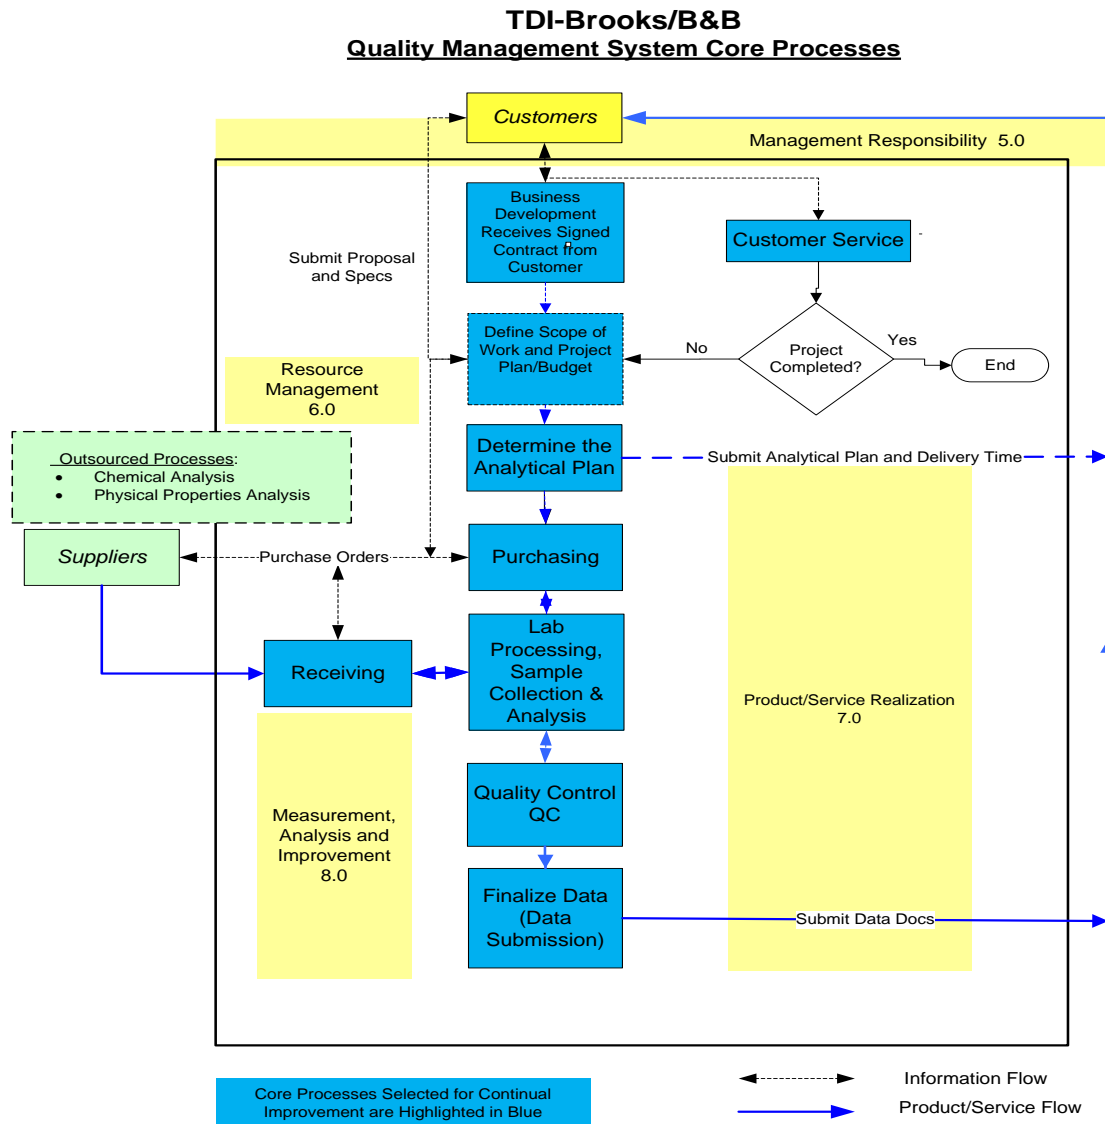 TDI-Brooks/B&B
Quality Management System Core Processes
Customers
Management Responsibility  5.0
Business
Development
Receives Signed
Contract from
Customer
Customer Service
Submit Proposal
and Specs
Define Scope of
Work and Project
Plan/Budget
No
Project
Completed?
Yes
End
Resource
Management
6.0
Determine the
Analytical Plan
Submit Analytical Plan and Delivery Time
Outsourced Processes:
• Chemical Analysis
• Physical Properties Analysis
Suppliers
Purchase Orders
Purchasing
Lab
Processing,
Sample
Collection &
Analysis
Receiving
Product/Service Realization
7.0
Measurement,
Analysis and
Improvement
8.0
Quality Control
QC
Finalize Data
(Data
Submission)
Submit Data Docs
Core Processes Selected for Continual
Improvement are Highlighted in Blue
Information Flow
Product/Service Flow